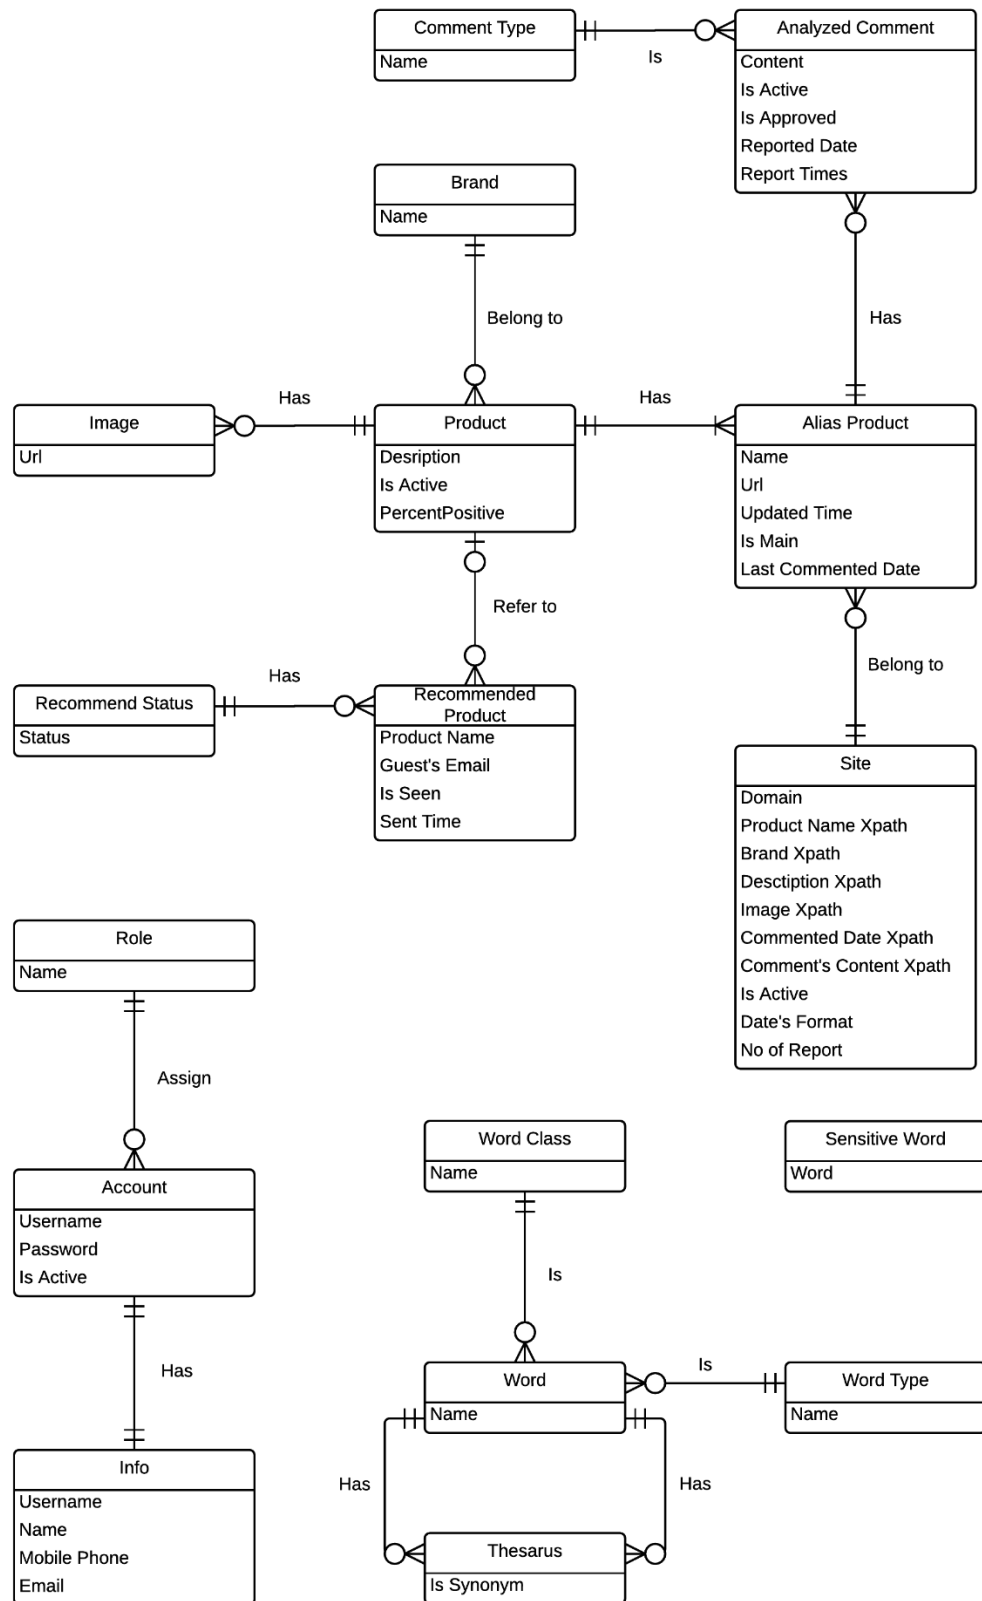 Comment Type
Name
Is
Analyzed Comment
Content
Is Active
Is Approved
Reported Date
Report Times
Brand
Name
Belong to
Has
Image
Url
Has
Product
Desription
Is Active
PercentPositive
Has
Alias Product
Name
Url
Updated Time
Is Main
Last Commented Date
Refer to
Belong to
Recommend Status
Status
Has
Recommended
Product
Product Name
Guest's Email
Is Seen
Sent Time
Site
Domain
Product Name Xpath
Brand Xpath
Desctiption Xpath
Image Xpath
Commented Date Xpath
Comment's Content Xpath
Is Active
Date's Format
No of Report
Role
Name
Assign
Account
Username
Password
Is Active
Has
Info
Username
Name
Mobile Phone
Email
Word Class
Name
Is
Sensitive Word
Word
Word
Name
Is
Word Type
Name
Has
Has
Thesarus
Is Synonym